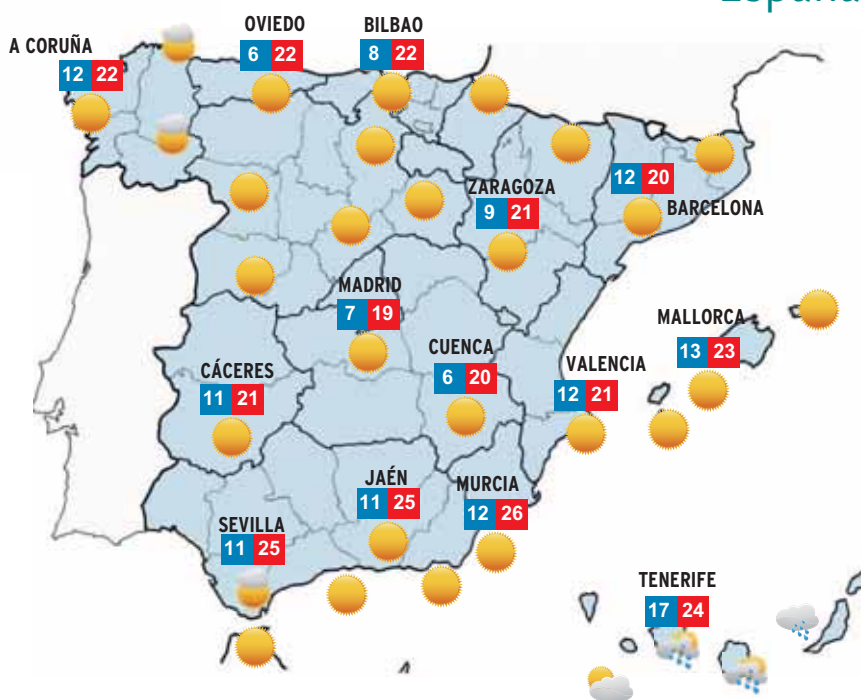 España
A CORUÑA
12 22
OVIEDO
6 22
BILBAO
8 22
ZARAGOZA
9 21
12 20
BARCELONA
MADRID
7 19
MALLORCA
13 23
CUENCA
6 20
VALENCIA
12 21
CÁCERES
11 21
JAÉN
11 25
MURCIA
12 26
SEVILLA
11 25
TENERIFE
17 24